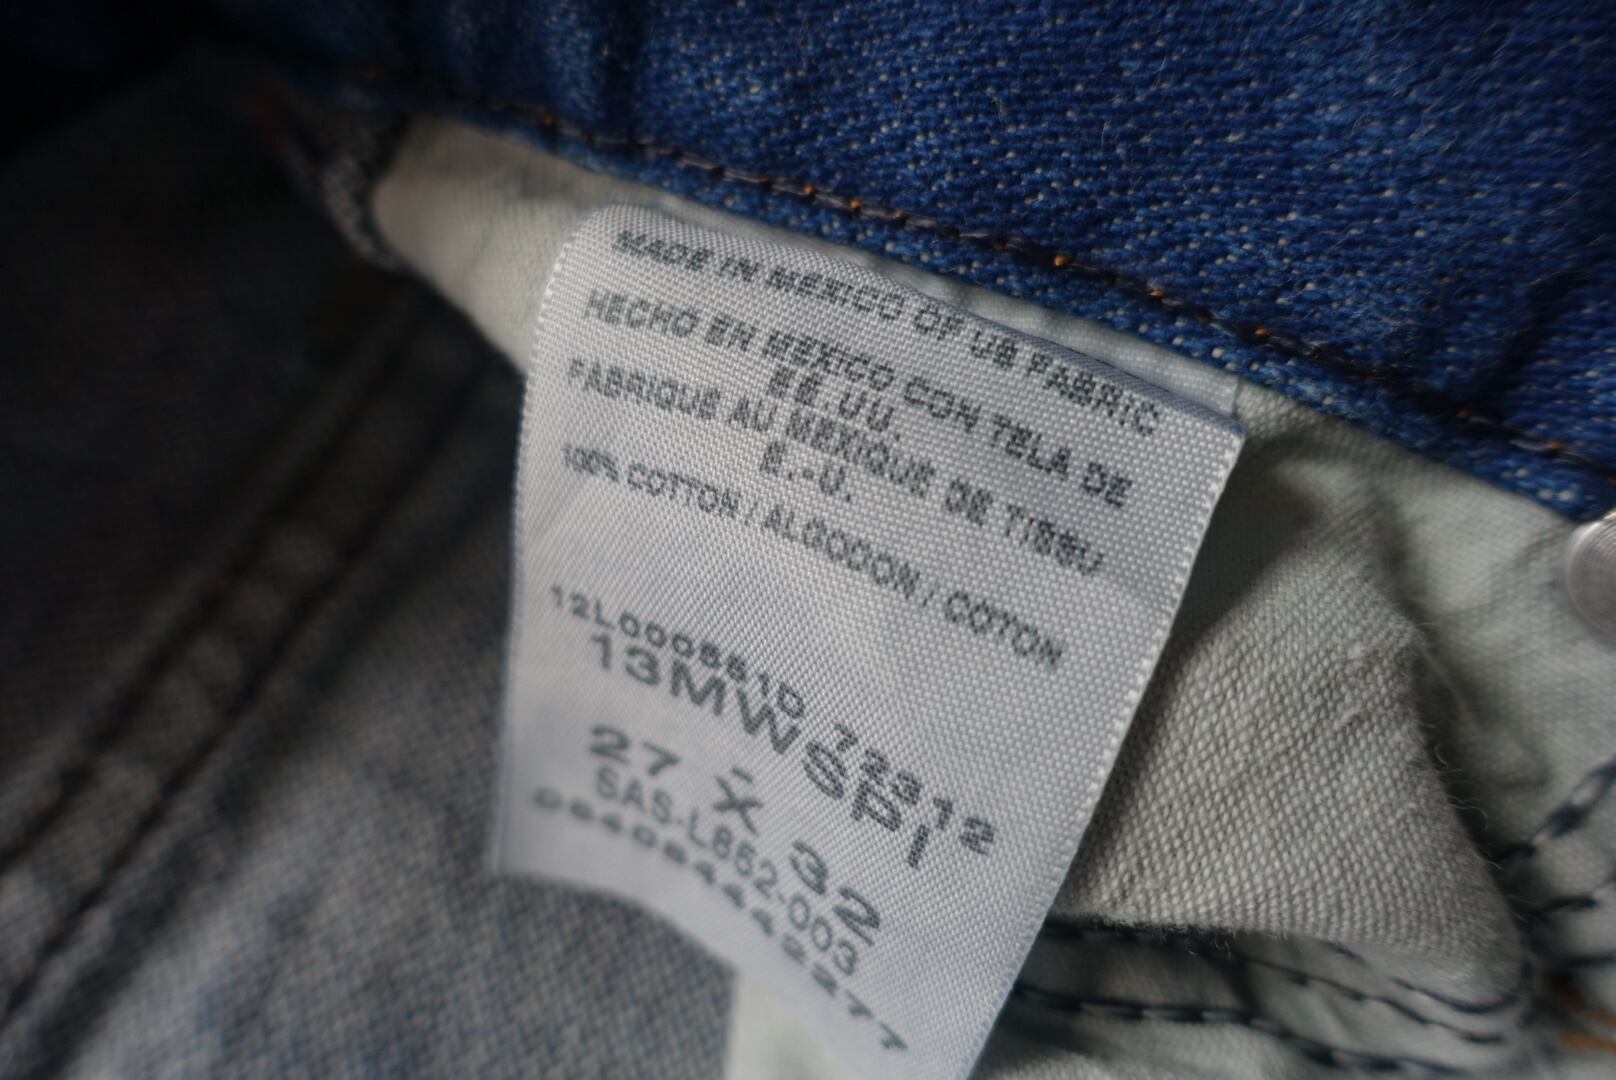 MADE IN MEXICO OF US FABRIC
HECHO EN MEXICO CON TELA DE
EE.UU.
FABRIQUE AU MEXIQUE DE TISSU
E.-U.
100% COTTON / ALGODON / COTON
13MWSPI
27 X 32
SAS-L852-003